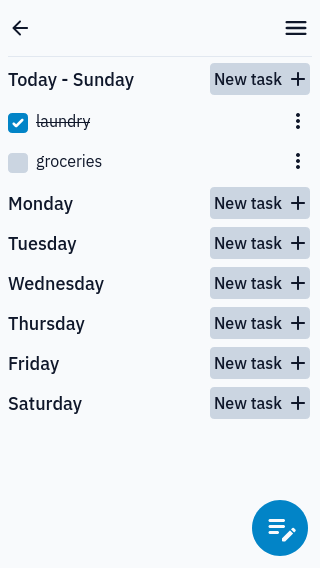 Today - Sunday New task
laundry
groceries
Monday New task
Tuesday New task
Wednesday New task
Thursday New task
Friday New task
Saturday New task